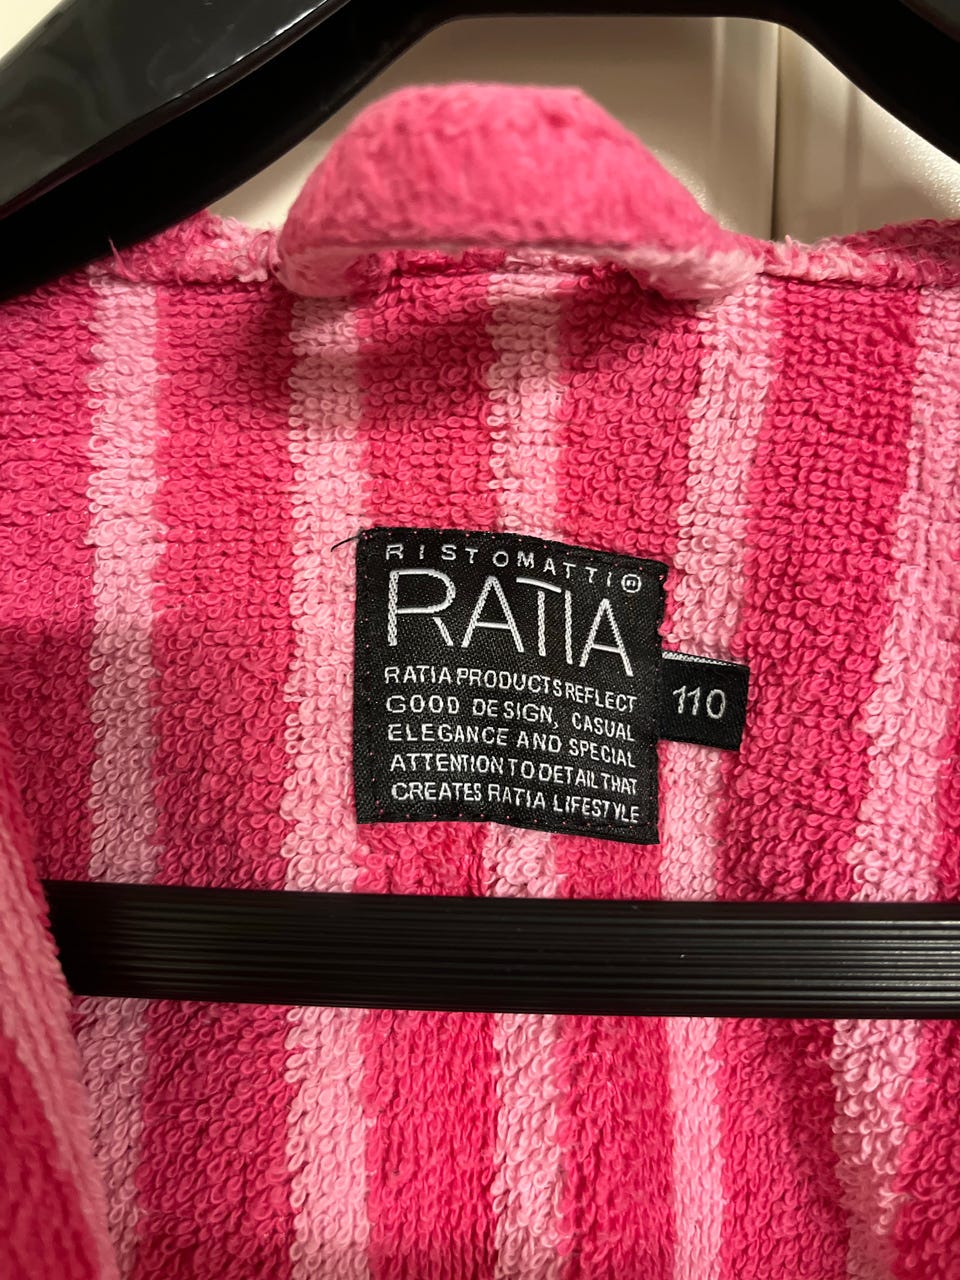 RISTOMATTI®
RATIA
RATIA PRODUCTS REFLECT
GOOD DESIGN, CASUAL
ELEGANCE AND SPECIAL
ATTENTION TO DETAIL THAT
CREATES RATIA LIFESTYLE
110